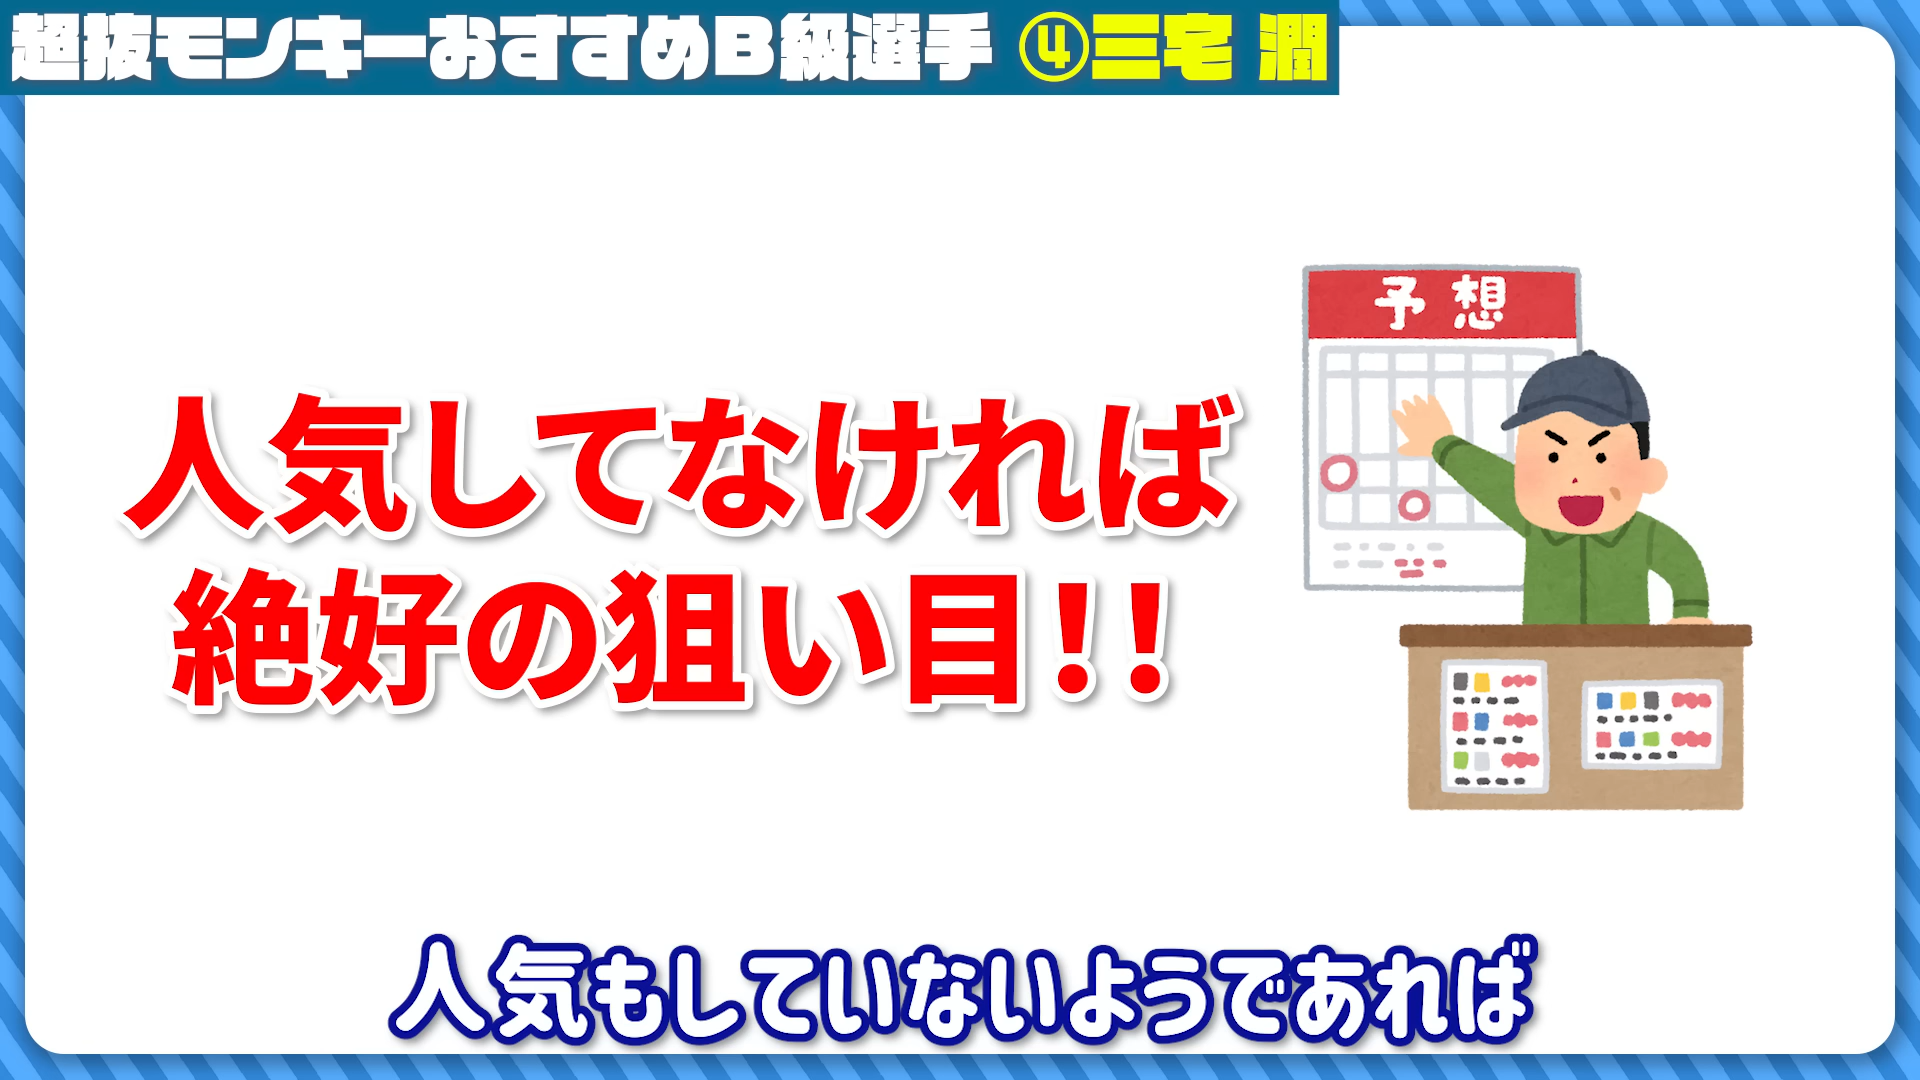 超抜モンキーおすすめB級選手 ④三宅 潤
予想
人気してなければ
絶好の狙い目!!
人気もしていないようであれば